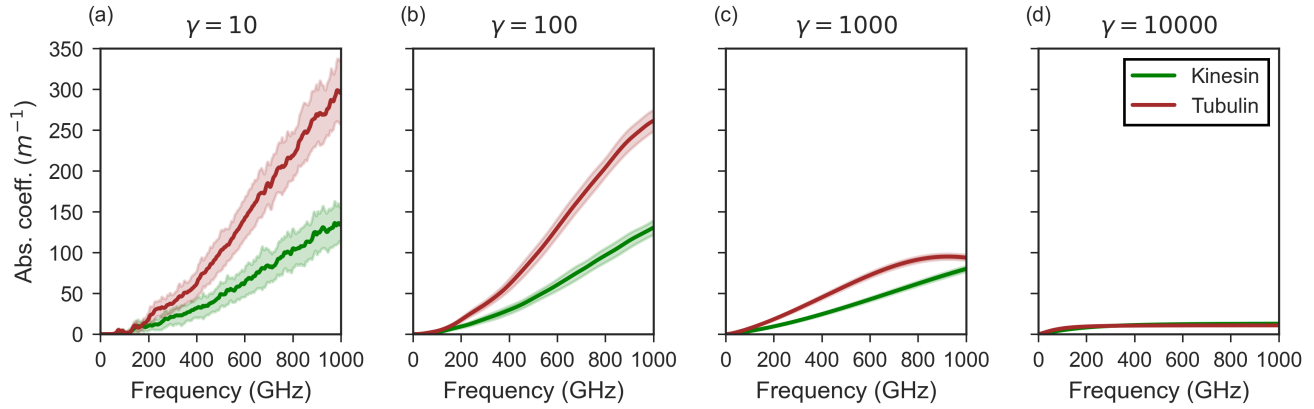 (a) γ = 10
(b) γ = 100
(c) γ = 1000
(d) γ = 10000
Abs. coeff. (m⁻¹)
350
300
250
200
150
100
50
0
Kinesin
Tubulin
0 200 400 600 800 1000
0 200 400 600 800 1000
0 200 400 600 800 1000
0 200 400 600 800 1000
Frequency (GHz)
Frequency (GHz)
Frequency (GHz)
Frequency (GHz)